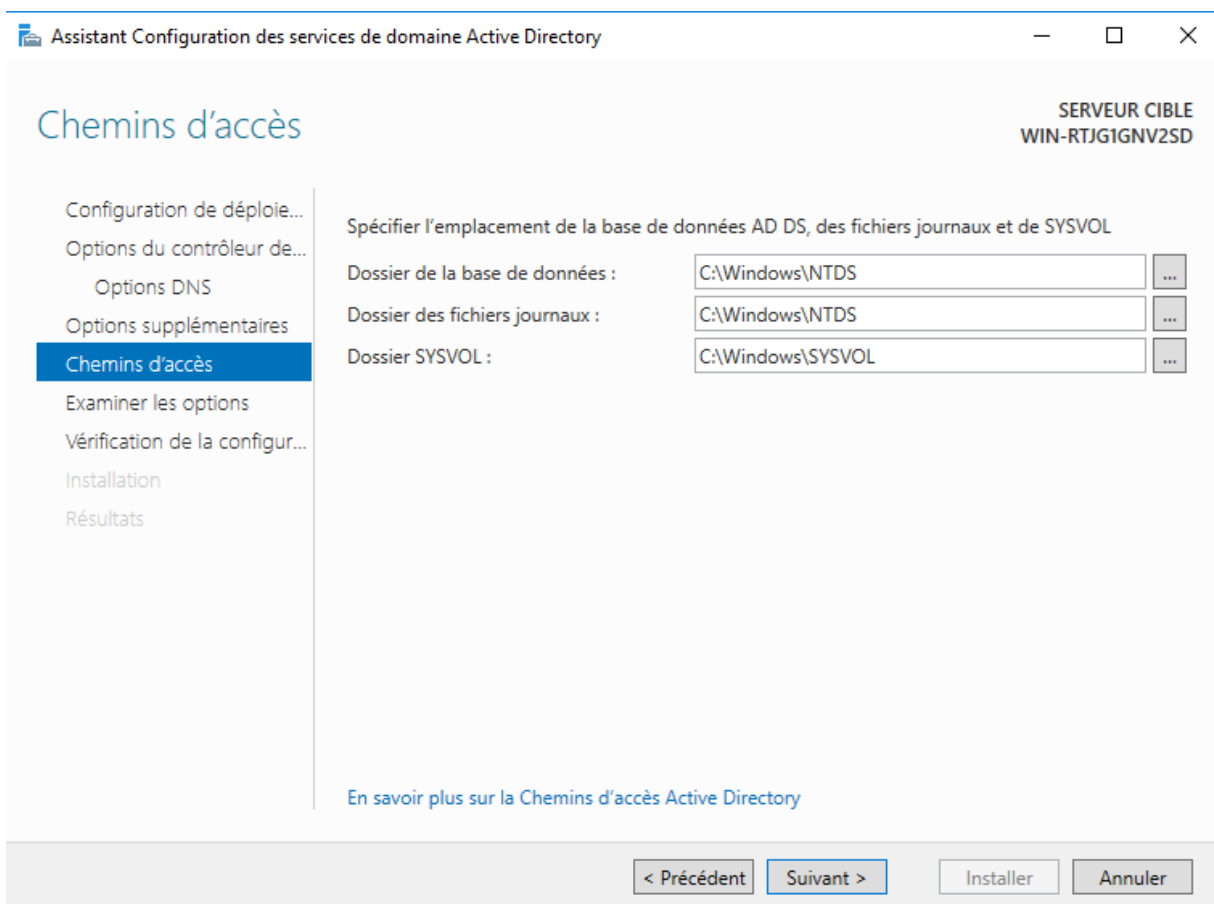 Assistant Configuration des services de domaine Active Directory
Chemins d'accès
SERVEUR CIBLE
WIN-RTJG1GNV2SD
Configuration de déploie...
Options du contrôleur de...
Options DNS
Options supplémentaires
Chemins d'accès
Examiner les options
Vérification de la configur...
Installation
Résultats
Spécifier l'emplacement de la base de données AD DS, des fichiers journaux et de SYSVOL
Dossier de la base de données : C:\Windows\NTDS ...
Dossier des fichiers journaux : C:\Windows\NTDS ...
Dossier SYSVOL : C:\Windows\SYSVOL ...
En savoir plus sur la Chemins d'accès Active Directory
< Précédent Suivant > Installer Annuler